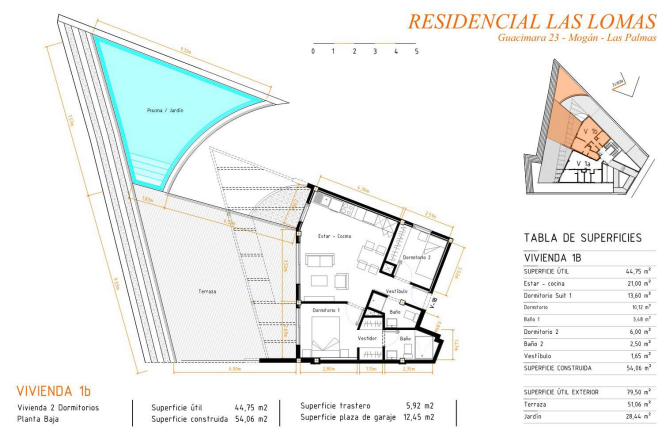 RESIDENCIAL LAS LOMAS
Guacimara 23 - Mogán - Las Palmas
0 1 2 3 4 5
Piscina / Jardín
V 1b
V 1a
Estar - Cocina
Dormitorio 2
Terraza
Vestíbulo
Baño
Dormitorio 1
Vestidor
Baño
TABLA DE SUPERFICIES
VIVIENDA 1B
SUPERFICIE ÚTIL 44,75 m²
Estar - cocina 21,00 m²
Dormitorio Suit 1 13,60 m²
Dormitorio 10,12 m²
Baño 1 3,48 m²
Dormitorio 2 6,00 m²
Baño 2 2,50 m²
Vestíbulo 1,65 m²
SUPERFICIE CONSTRUIDA 54,06 m²
SUPERFICIE ÚTIL EXTERIOR 79,50 m²
Terraza 51,06 m²
Jardín 28,44 m²
VIVIENDA 1b
Vivienda 2 Dormitorios
Planta Baja
Superficie útil 44,75 m2
Superficie construida 54,06 m2
Superficie trastero 5,92 m2
Superficie plaza de garaje 12,45 m2